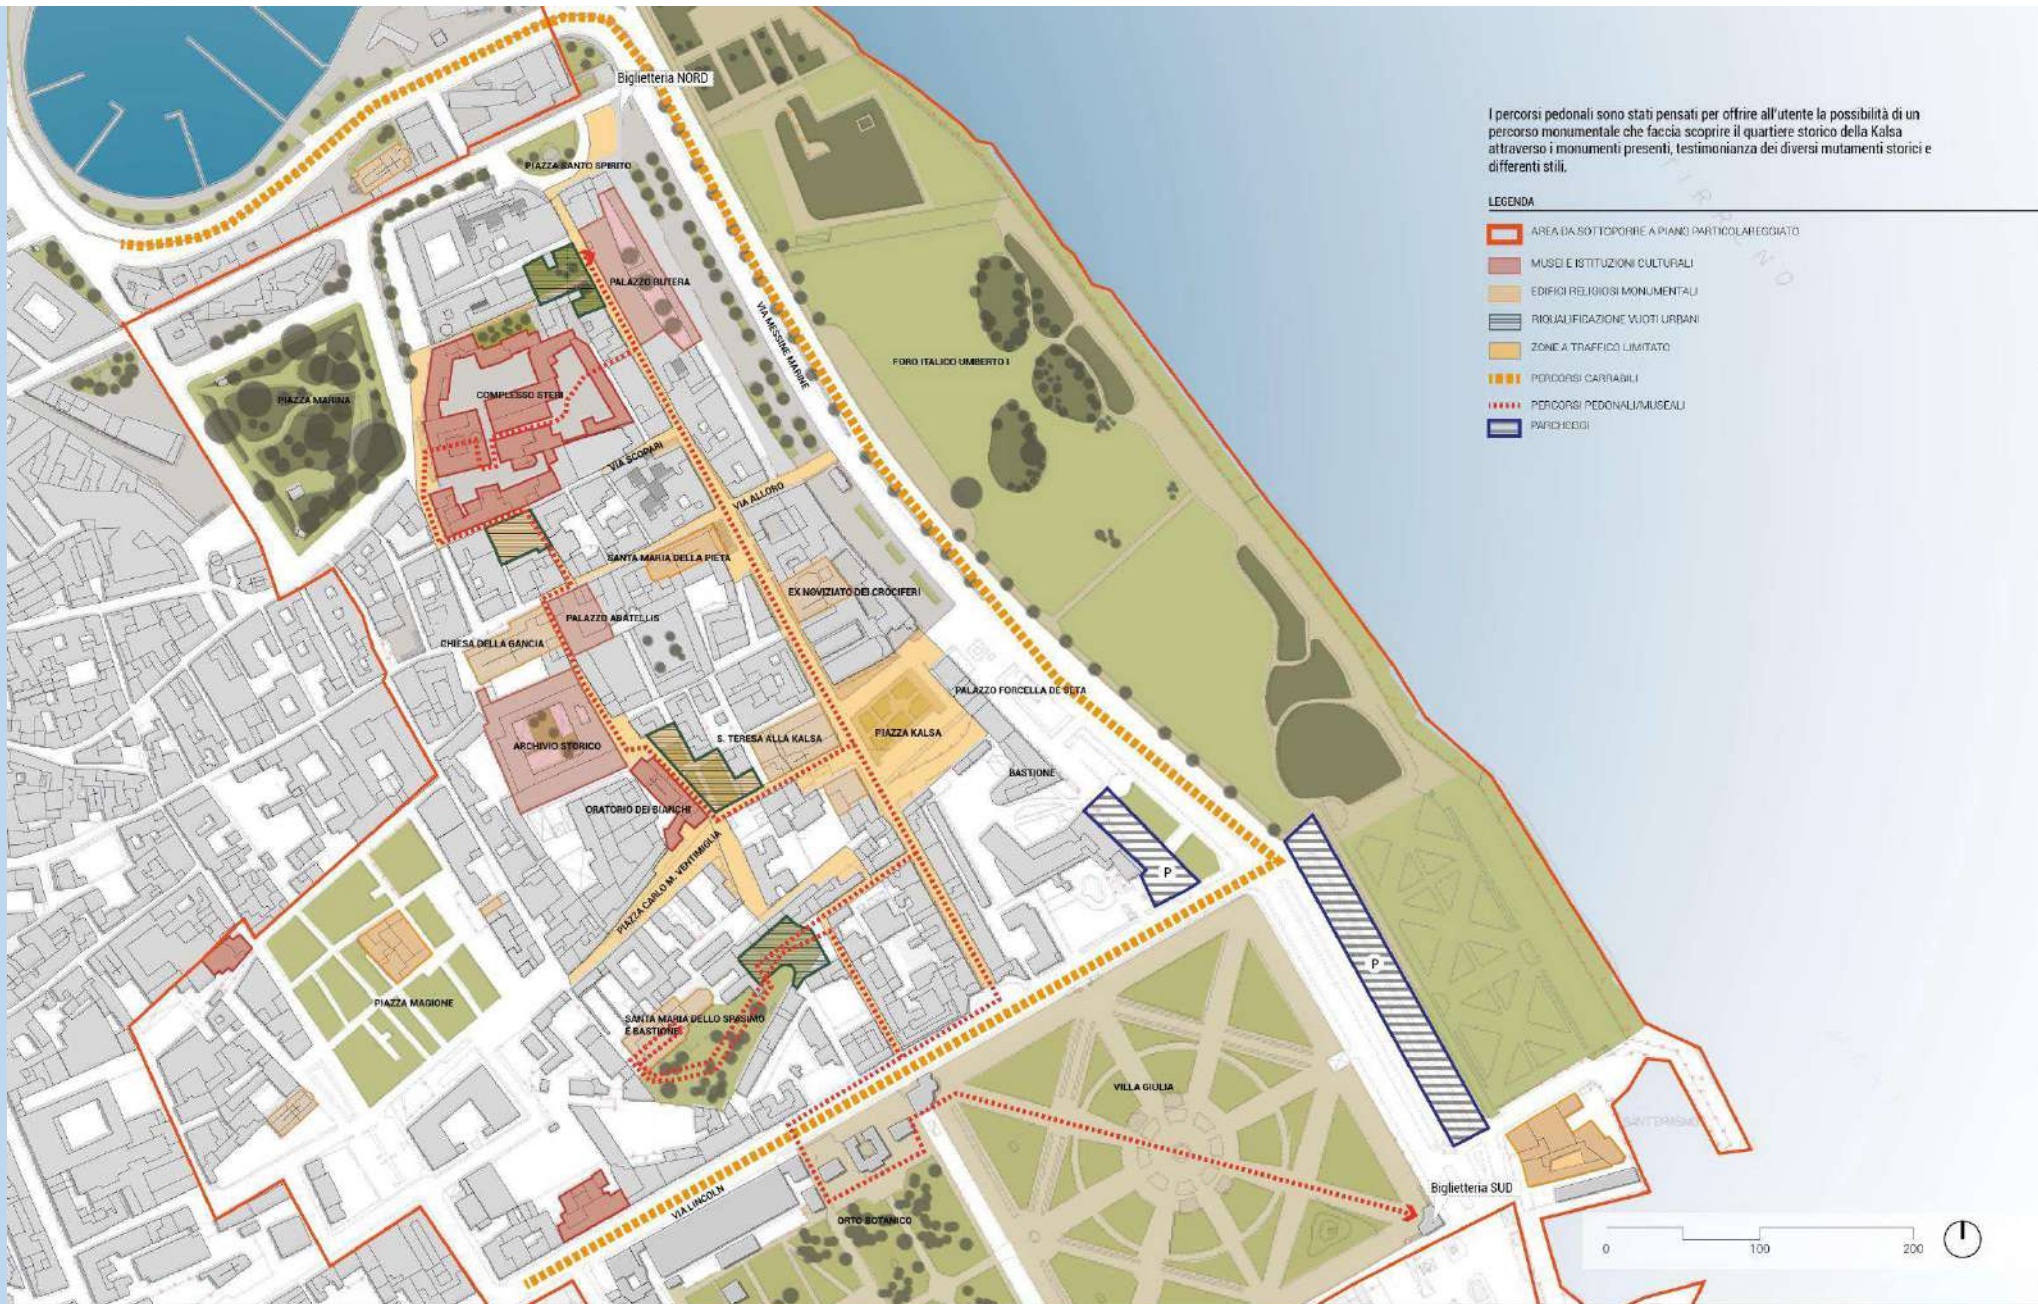 Biglietteria NORD
I percorsi pedonali sono stati pensati per offrire all'utente la possibilità di un
percorso monumentale che faccia scoprire il quartiere storico della Kalsa
attraverso i monumenti presenti, testimonianza dei diversi mutamenti storici e
differenti stili.
LEGENDA
AREA DA SOTTOPORRE A PIANO PARTICOLAREGGIATO
MUSEI E ISTITUZIONI CULTURALI
EDIFICI RELIGIOSI MONUMENTALI
RIQUALIFICAZIONE VUOTI URBANI
ZONE A TRAFFICO LIMITATO
PERCORSI CARRABILI
PERCORSI PEDONALI/MUSEALI
PARCHEGGI
TIRRENO
PIAZZA SANTO SPIRITO
PALAZZO BUTERA
VIA MESSINE MARINE
FORO ITALICO UMBERTO I
PIAZZA MARINA
COMPLESSO STERI
VIA SCOPARI
VIA ALLORO
SANTA MARIA DELLA PIETÀ
EX NOVIZIATO DEI CROCIFERI
PALAZZO ABATELLIS
CHIESA DELLA GANCIA
PALAZZO FORCELLA DE SETA
PIAZZA KALSA
S. TERESA ALLA KALSA
ARCHIVIO STORICO
BASTIONE
ORATORIO DEI BIANCHI
PIAZZA CARLO M. VENTIMIGLIA
P
P
PIAZZA MAGIONE
SANTA MARIA DELLO SPASIMO
E BASTIONE
VILLA GIULIA
SANT'ERASMO
Biglietteria SUD
VIA LINCOLN
ORTO BOTANICO
0
100
200